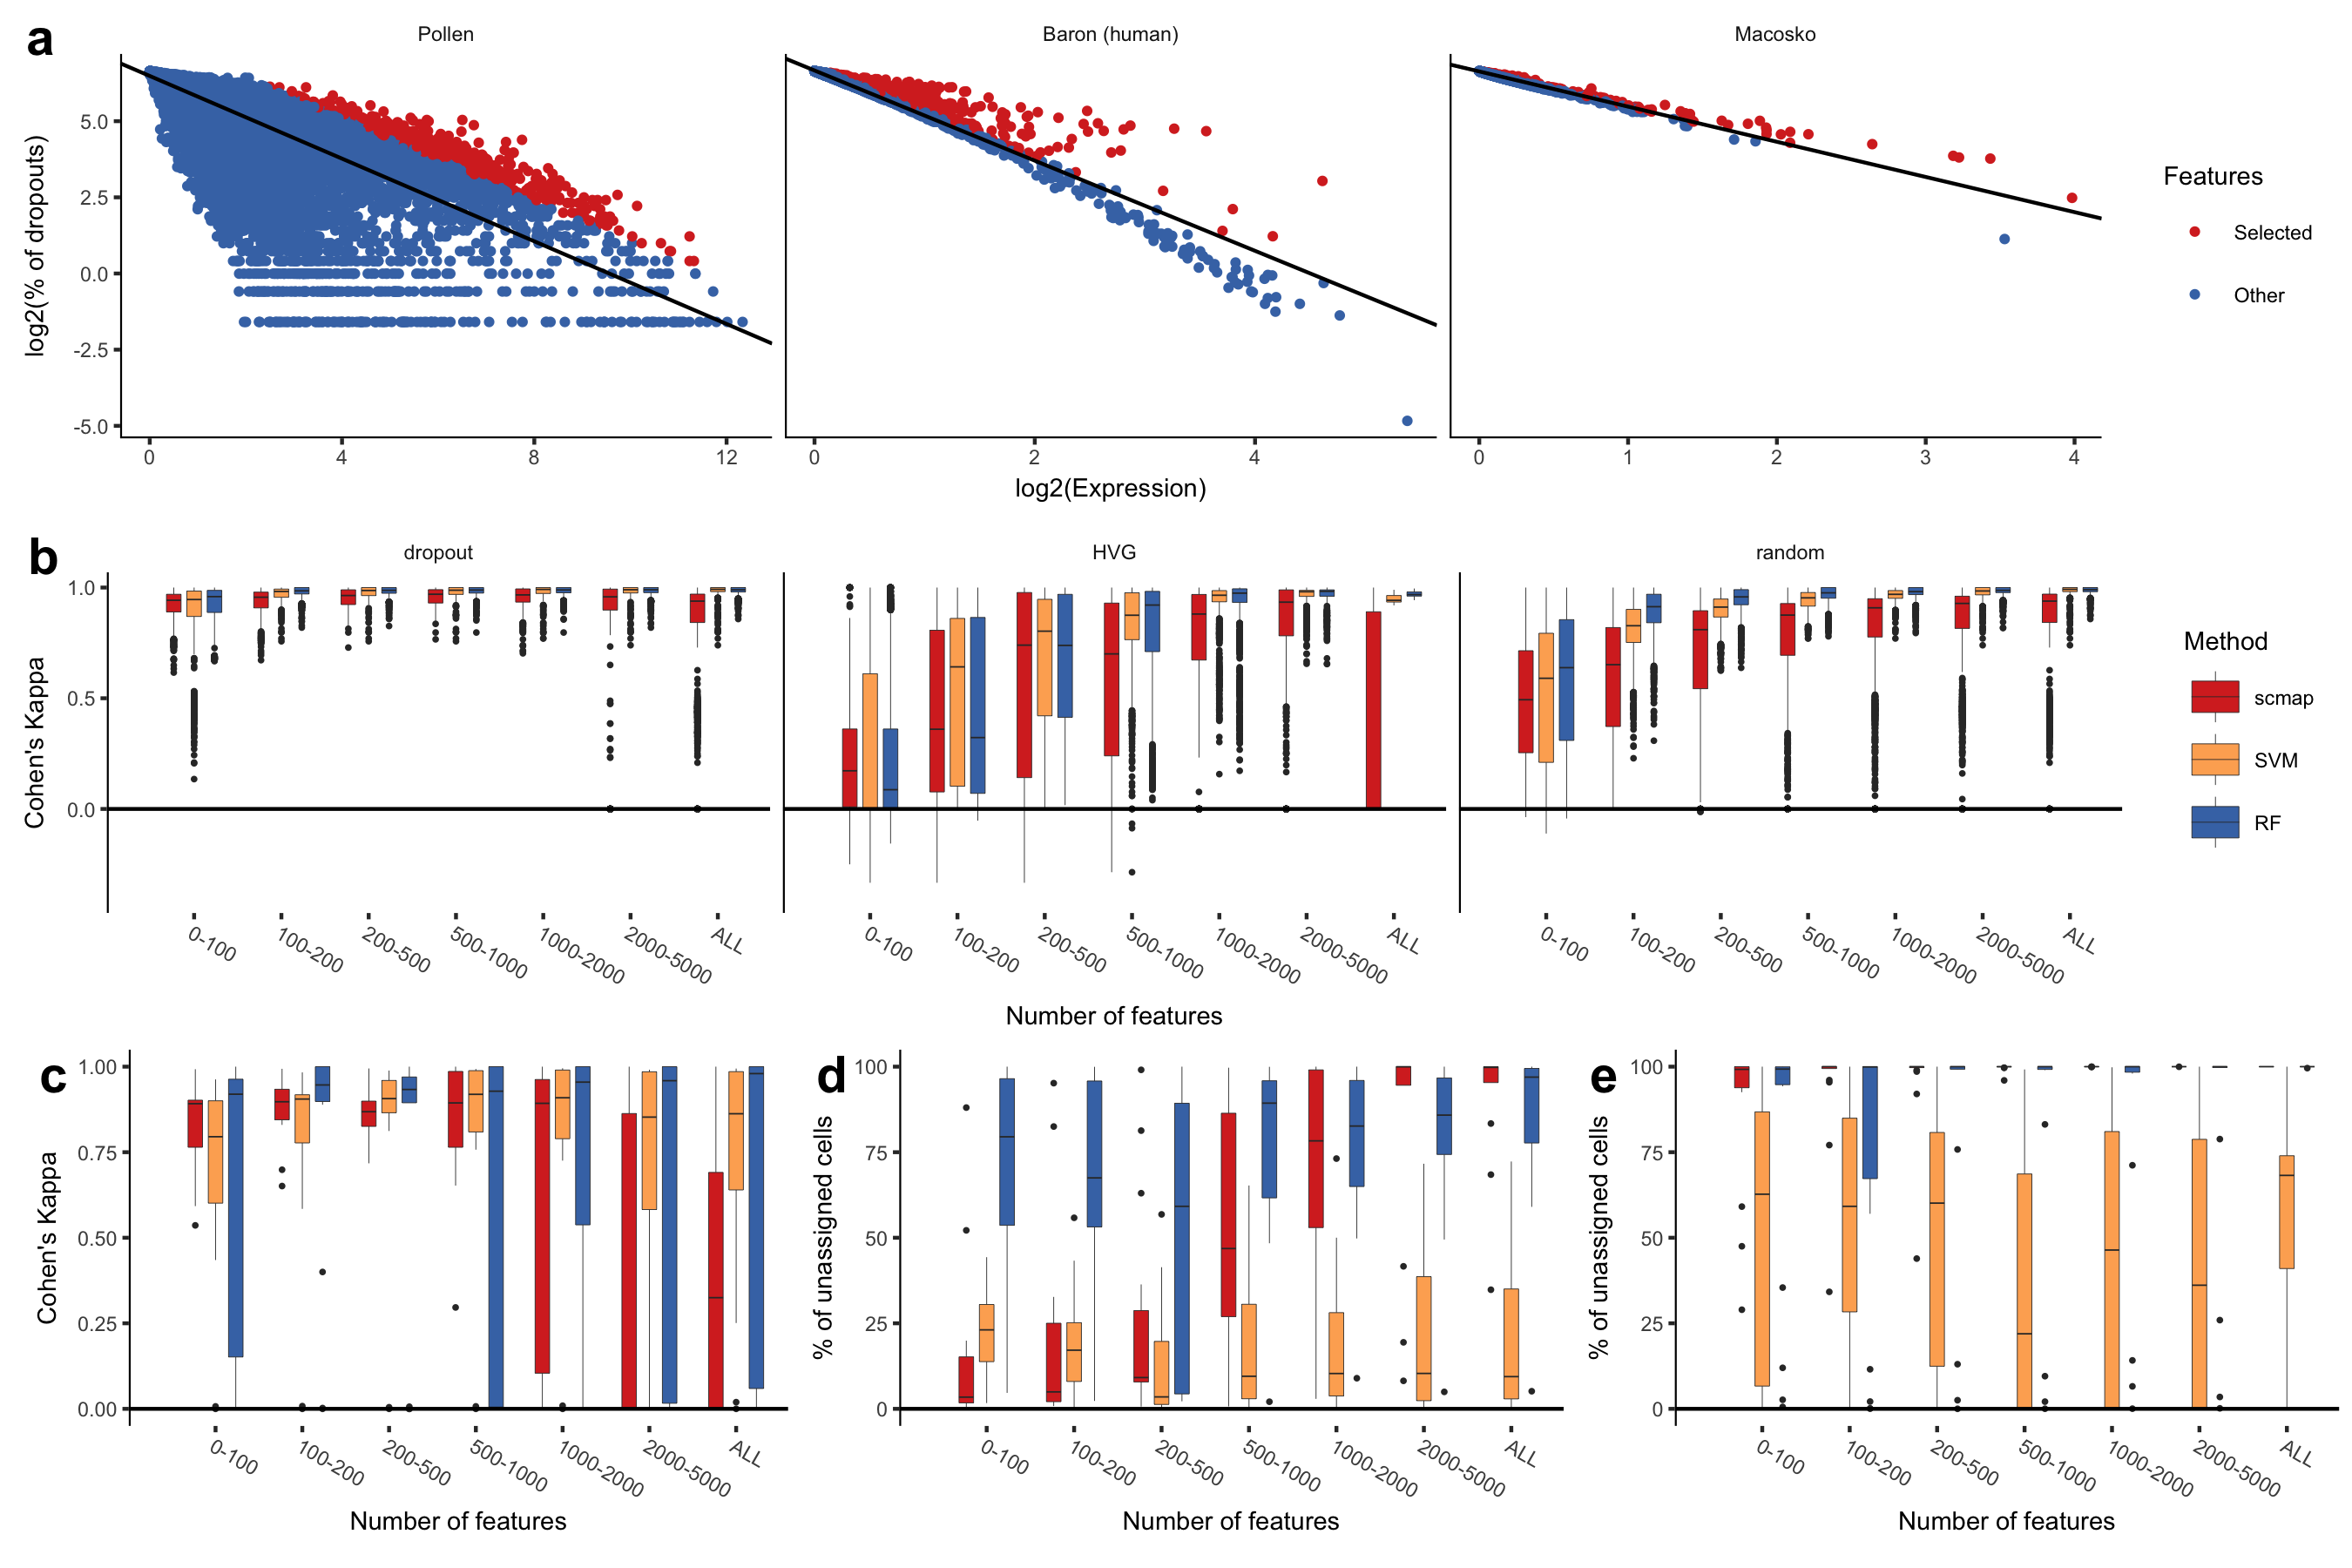 a
Pollen
Baron (human)
Macosko
log2(% of dropouts)
5.0
2.5
0.0
-2.5
-5.0
0 4 8 12
0 2 4
0 1 2 3 4
log2(Expression)
Features
Selected
Other
b
dropout
HVG
random
Cohen's Kappa
1.0
0.5
0.0
0-100 100-200 200-500 500-1000 1000-2000 2000-5000 ALL
0-100 100-200 200-500 500-1000 1000-2000 2000-5000 ALL
0-100 100-200 200-500 500-1000 1000-2000 2000-5000 ALL
Number of features
Method
scmap
SVM
RF
c
Cohen's Kappa
1.00
0.75
0.50
0.25
0.00
0-100 100-200 200-500 500-1000 1000-2000 2000-5000 ALL
Number of features
d
% of unassigned cells
100
75
50
25
0
0-100 100-200 200-500 500-1000 1000-2000 2000-5000 ALL
Number of features
e
% of unassigned cells
100
75
50
25
0
0-100 100-200 200-500 500-1000 1000-2000 2000-5000 ALL
Number of features